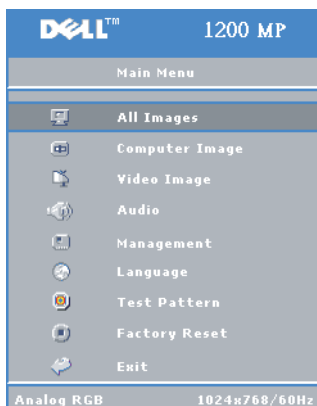 DELL™ 1200 MP
Main Menu
All Images
Computer Image
Video Image
Audio
Management
Language
Test Pattern
Factory Reset
Exit
Analog RGB 1024x768/60Hz